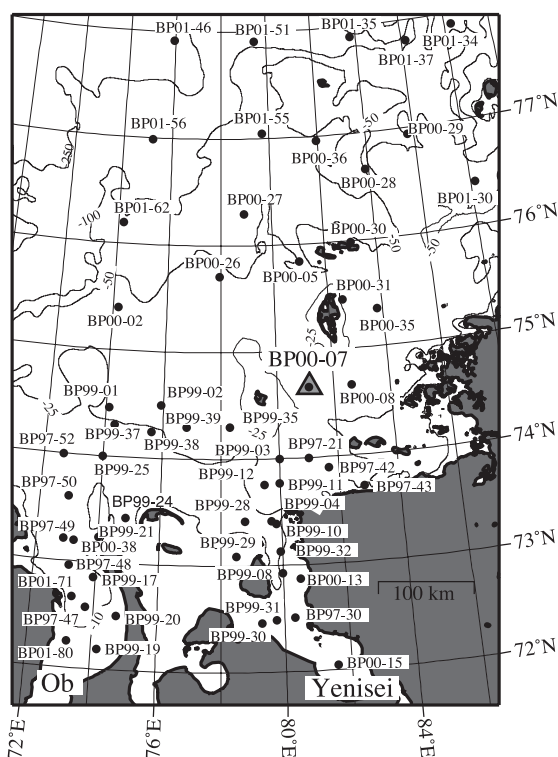 BP01-46
BP01-51
BP01-35
BP01-34
BP01-37
77°N
BP01-56
BP01-55
-50
BP00-29
BP00-36
-250
BP00-28
BP01-30
76°N
BP01-62
BP00-27
-100
BP00-30
-50
-30
BP00-26
BP00-05
-50
BP00-31
75°N
BP00-02
BP00-35
-25
BP00-07
BP99-01
BP99-02
BP00-08
-25
BP99-39
BP99-35
74°N
BP97-52
BP99-37
BP99-38
-25
BP99-03
BP97-21
BP99-25
BP97-42
BP99-12
BP99-11
BP97-43
BP97-50
BP99-24
BP99-28
BP99-04
73°N
BP97-49
BP99-21
BP99-10
BP00-38
BP99-29
BP99-32
BP97-48
BP01-71
BP99-17
BP99-08
BP00-13
100 km
BP97-47
-10
BP99-20
BP99-31
BP97-30
BP99-30
BP01-80
BP99-19
72°N
BP00-15
Ob
Yenisei
72°E
76°E
80°E
84°E